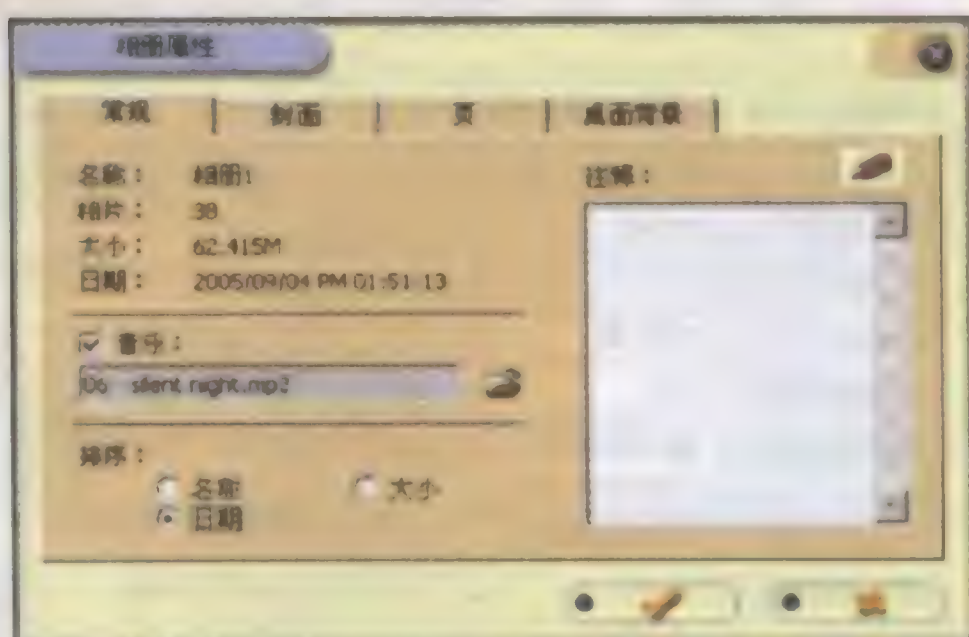 相册属性
常规 封面 页 桌面背景
名称： 相册1
相片： 38
大小： 62.415M
日期： 2005/09/04 PM 01:51:13
音乐：
06 silent night.mp3
排序：
名称 大小
日期
注释：